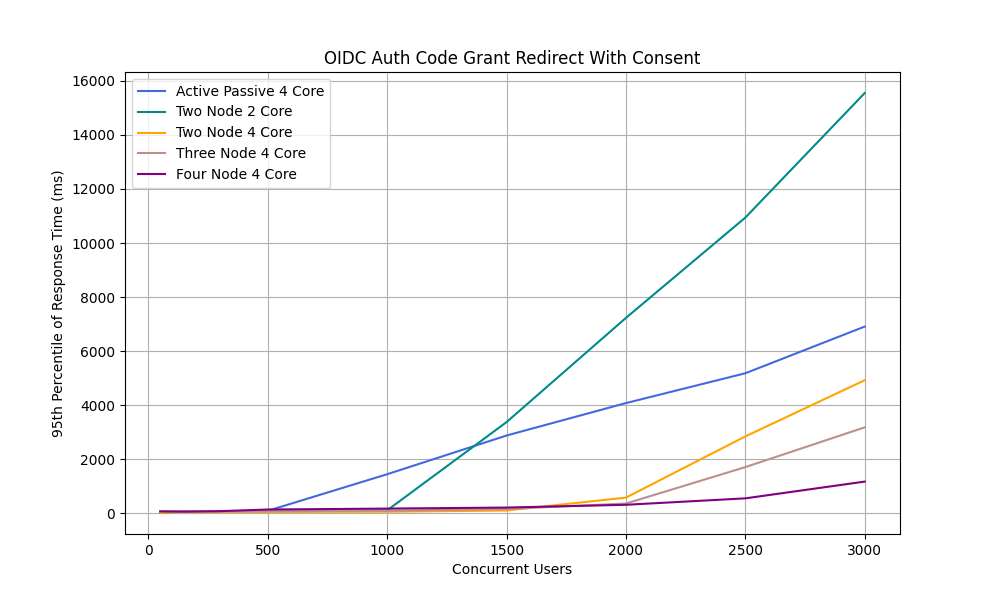 OIDC Auth Code Grant Redirect With Consent
Active Passive 4 Core
Two Node 2 Core
Two Node 4 Core
Three Node 4 Core
Four Node 4 Core
95th Percentile of Response Time (ms)
16000
14000
12000
10000
8000
6000
4000
2000
0
0 500 1000 1500 2000 2500 3000
Concurrent Users